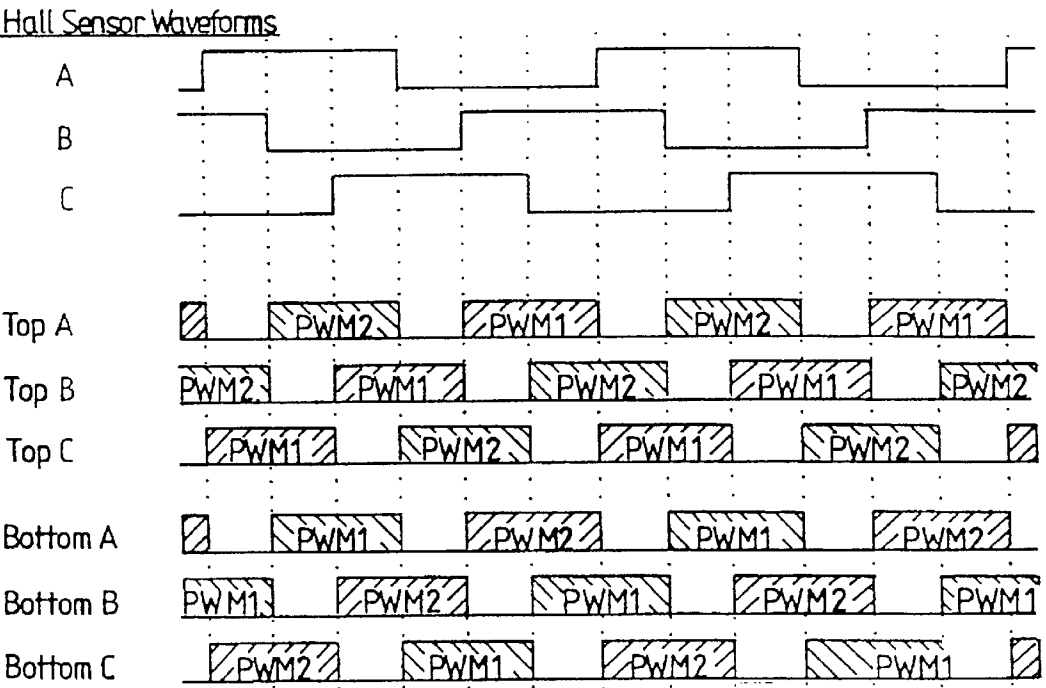 Hall Sensor Waveforms
A
B
C
Top A PWM2 PWM1 PWM2 PWM1
Top B PWM2 PWM1 PWM2 PWM1 PWM2
Top C PWM1 PWM2 PWM1 PWM2
Bottom A PWM1 PWM2 PWM1 PWM2
Bottom B PWM1 PWM2 PWM1 PWM2 PWM1
Bottom C PWM2 PWM1 PWM2 PWM1